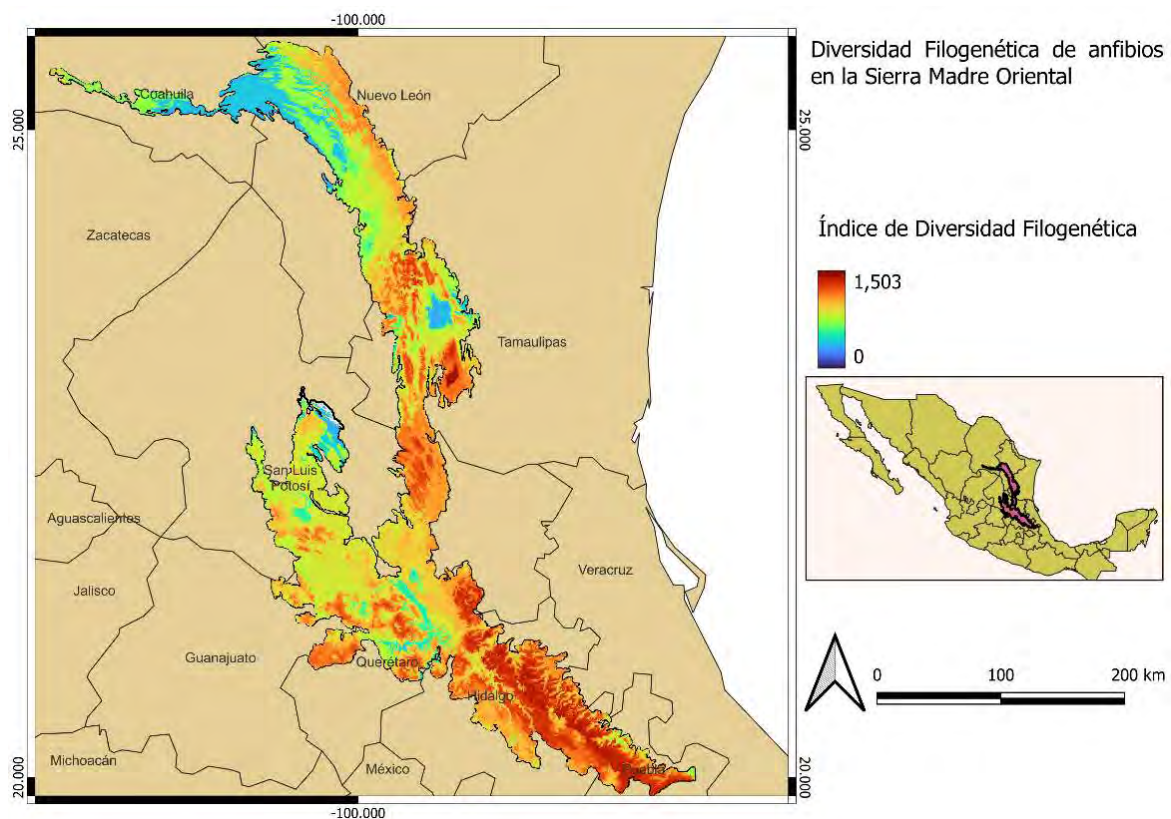 -100.000
Diversidad Filogenética de anfibios
en la Sierra Madre Oriental
Coahuila
Nuevo León
25.000
25.000
Zacatecas
Índice de Diversidad Filogenética
1,503
0
Tamaulipas
San Luis
Potosí
Aguascalientes
Veracruz
Jalisco
Guanajuato
Querétaro
Hidalgo
0
100
200 km
Michoacán
México
Puebla
20.000
20.000
-100.000